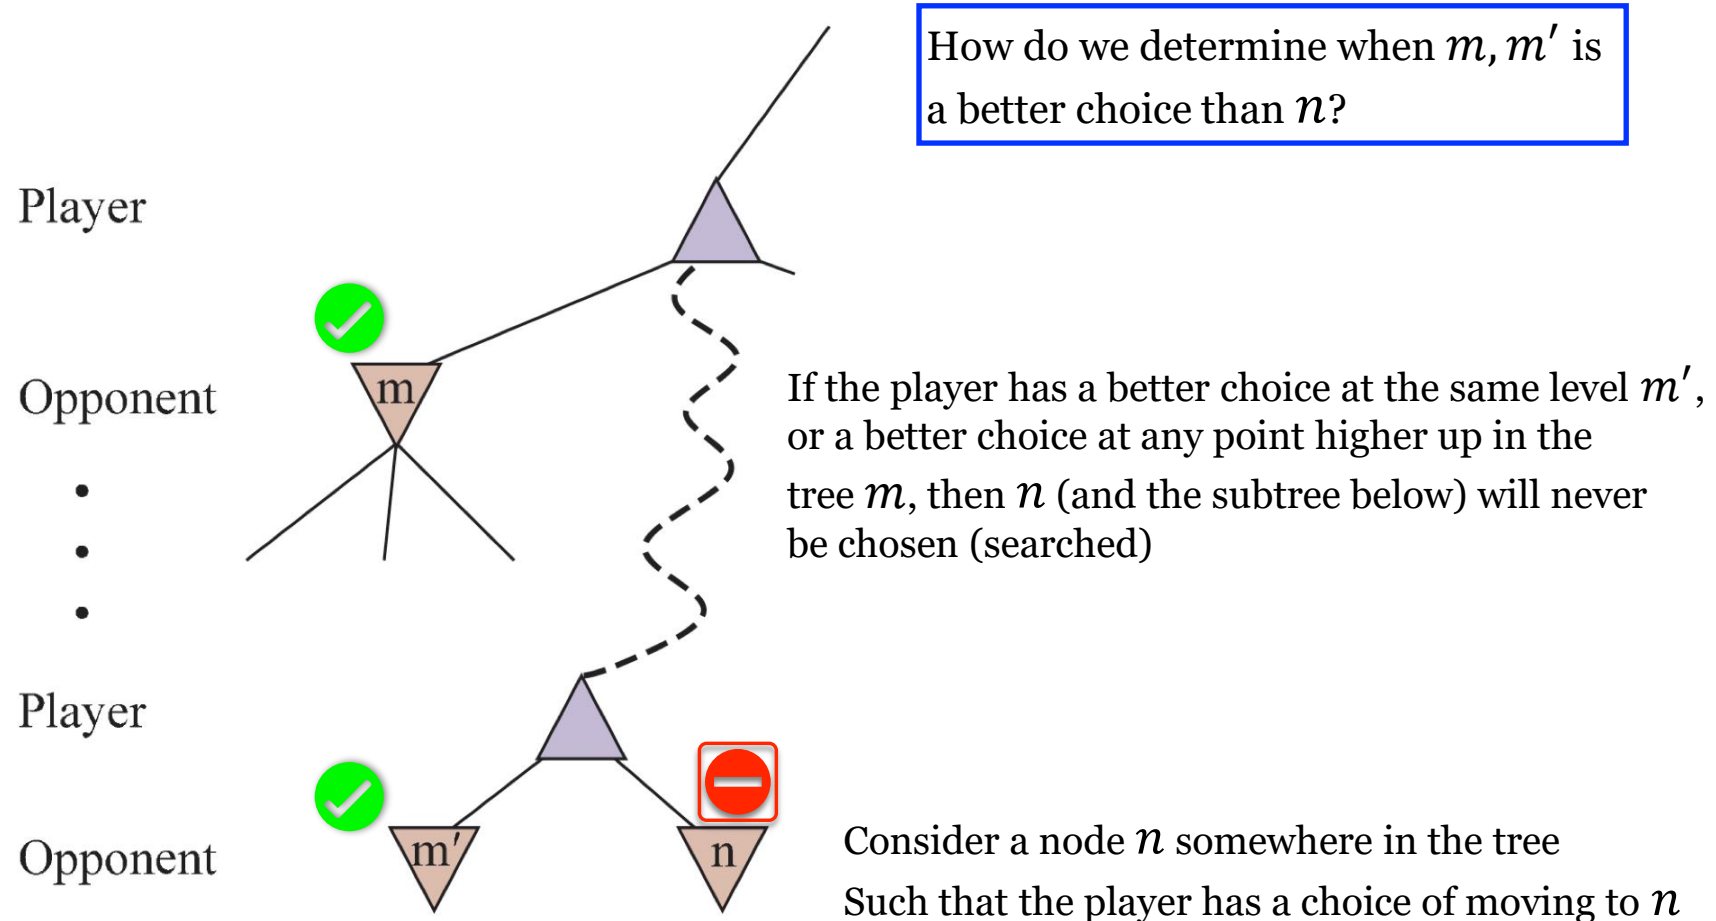 How do we determine when m, m′ is
a better choice than n?
Player
m
Opponent
If the player has a better choice at the same level m′,
or a better choice at any point higher up in the
tree m, then n (and the subtree below) will never
be chosen (searched)
Player
m′
n
Opponent
Consider a node n somewhere in the tree
Such that the player has a choice of moving to n